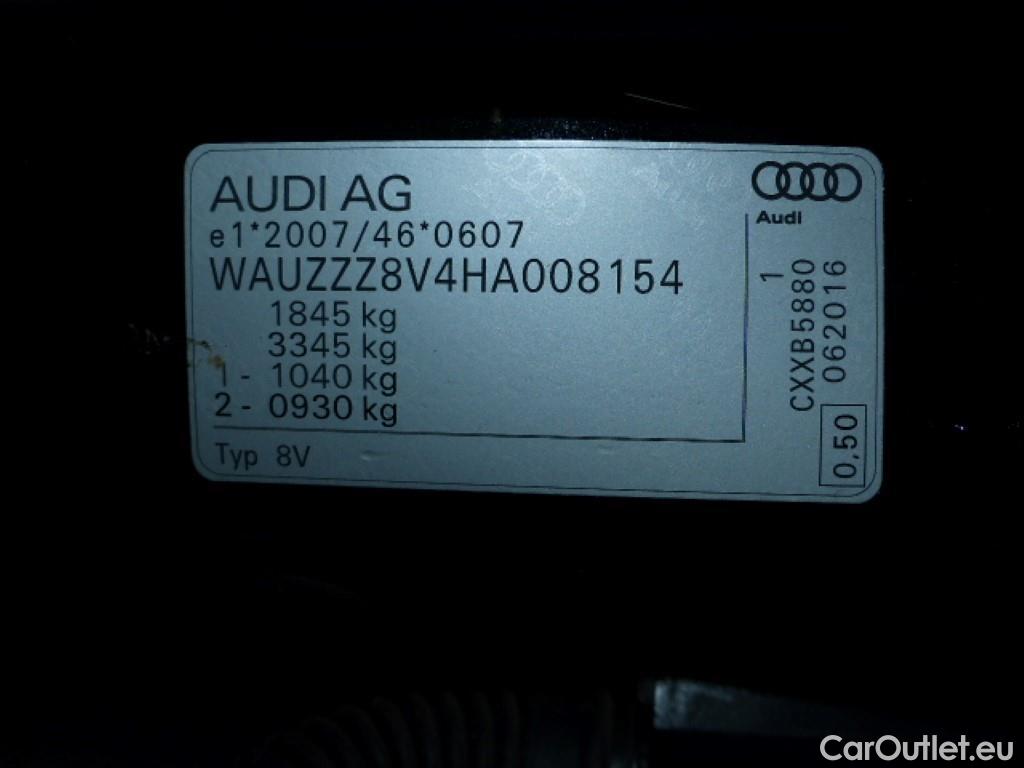 AUDI AG
e1*2007/46*0607
WAUZZZ8V4HA008154
1845 kg
3345 kg
1 - 1040 kg
2 - 0930 kg
Typ 8V
Audi
1
CXXB5880
062016
0,50
CarOutlet.eu